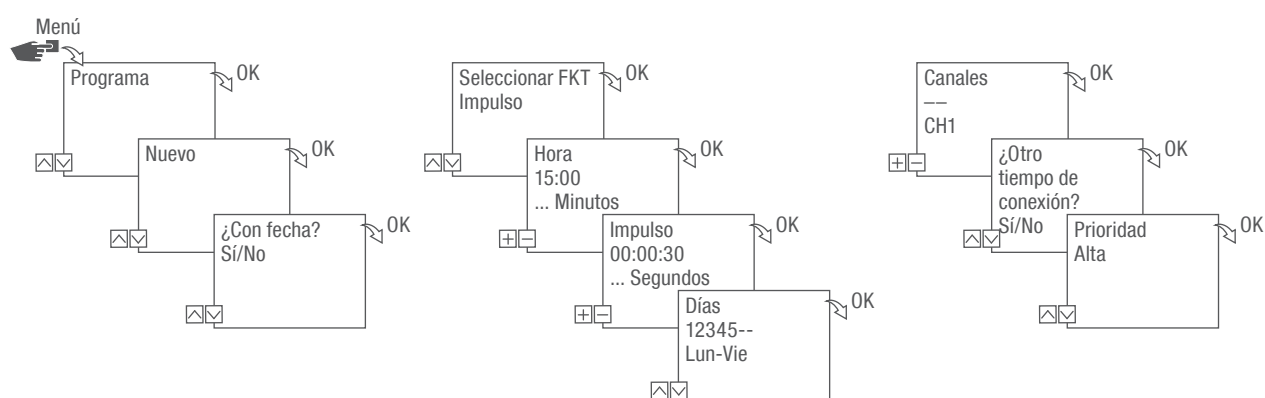 Menú
Programa
OK
Nuevo
OK
¿Con fecha?
Sí/No
OK
Seleccionar FKT
Impulso
OK
Hora
15:00
... Minutos
OK
Impulso
00:00:30
... Segundos
OK
Días
12345--
Lun-Vie
OK
Canales
––
CH1
OK
¿Otro
tiempo de
conexión?
Sí/No
OK
Prioridad
Alta
OK